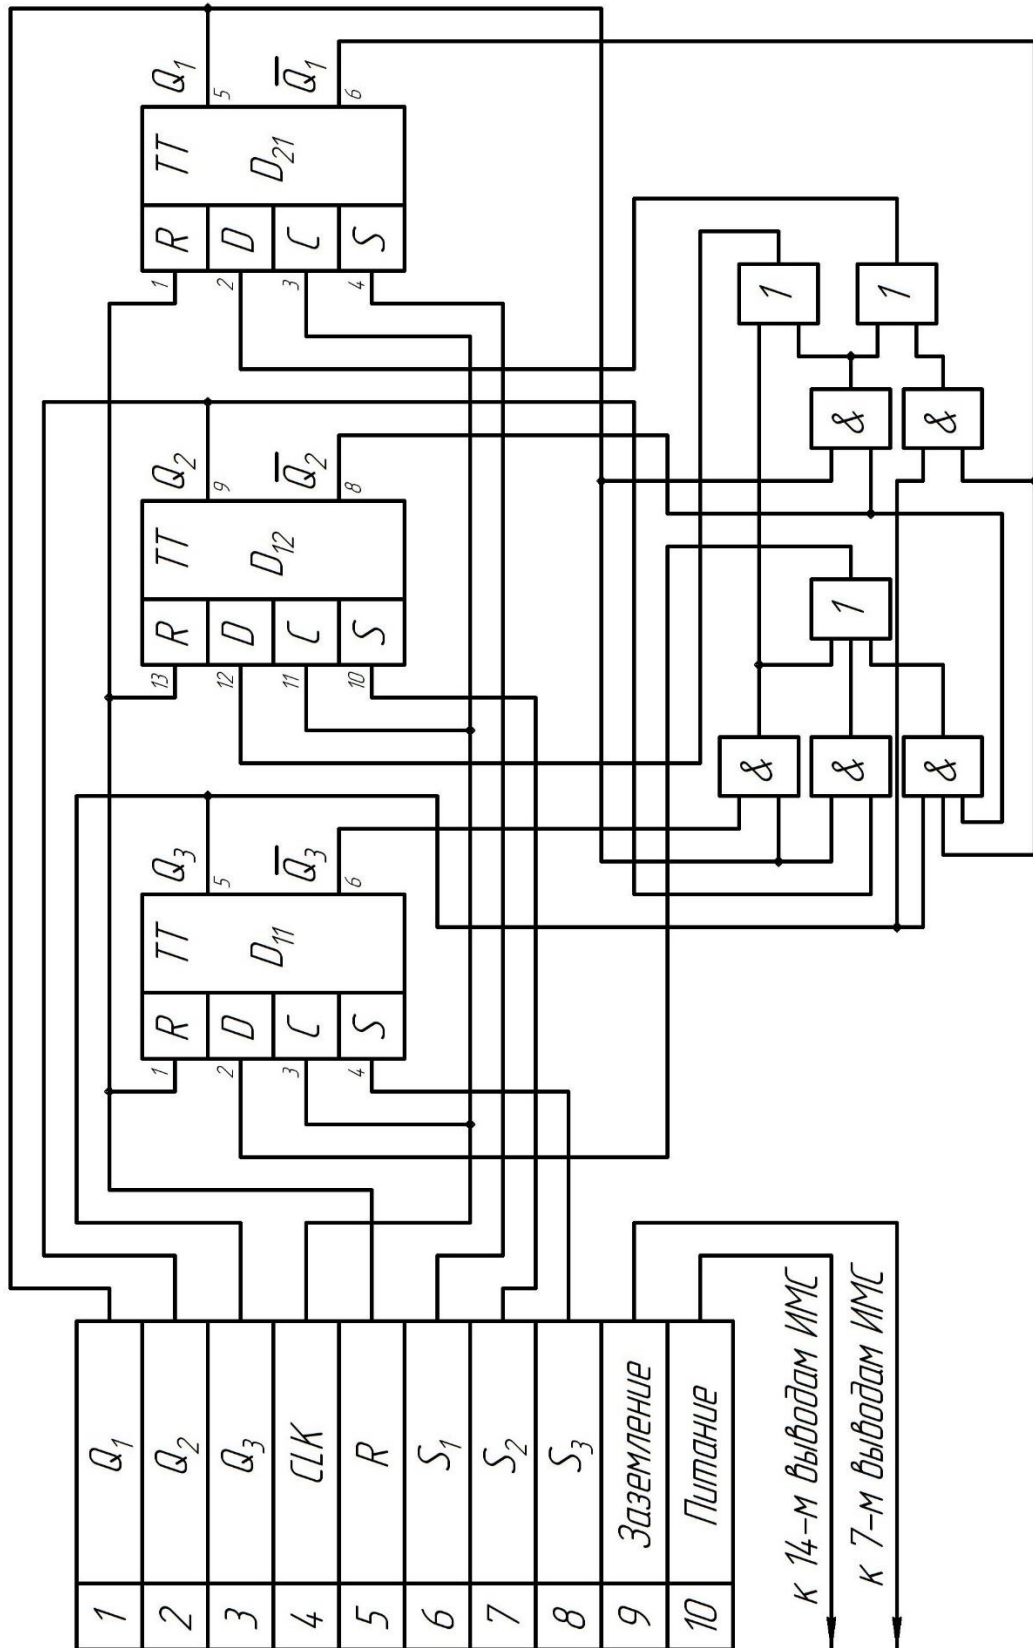 1 Q1
2 Q2
3 Q3
4 CLK
5 R
6 S1
7 S2
8 S3
9 Заземление
10 Питание
к 14-м выводам ИМС
к 7-м выводам ИМС
R
D
C
S
TT
D11
1
2
3
4
Q3
5
Q̅3
6
R
D
C
S
TT
D12
13
12
11
10
Q2
9
Q̅2
8
R
D
C
S
TT
D21
1
2
3
4
Q1
5
Q̅1
6
&
&
&
1
&
&
1
1